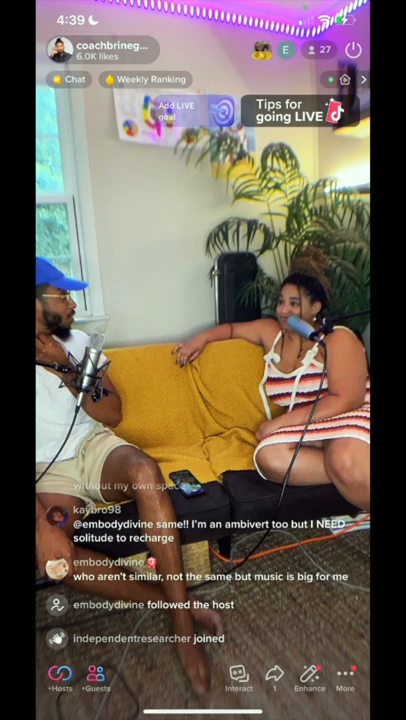 4:39
coachbrineg...
6.0K likes
E
27
Chat
Weekly Ranking
Add LIVE
goal
Tips for
going LIVE
without my own space
kaybro98
@embodydivine same!! I'm an ambivert too but I NEED
solitude to recharge
embodydivine
who aren't similar, not the same but music is big for me
embodydivine followed the host
independentresearcher joined
+Hosts
+Guests
Interact
1
Enhance
More